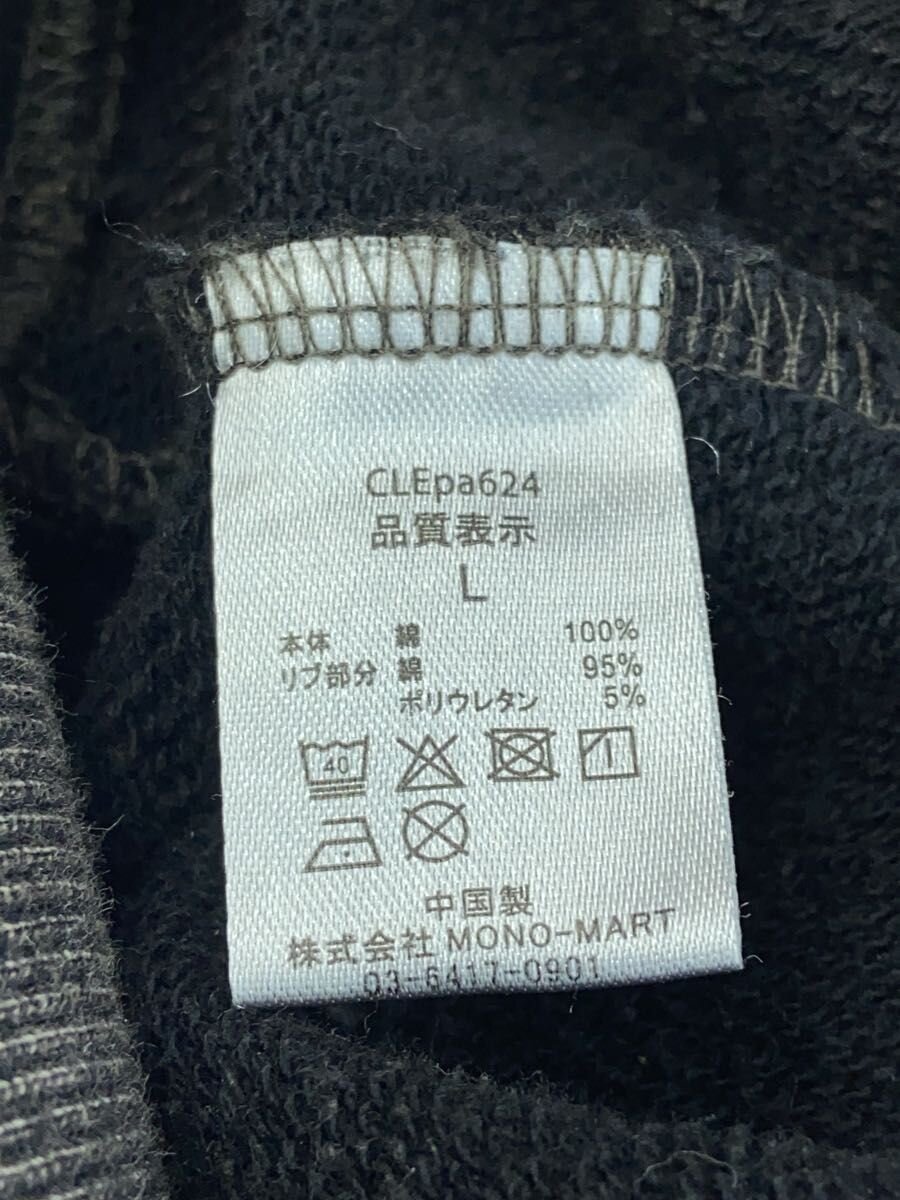 CLEpa624
品質表示
L
本体 綿 100%
リブ部分 綿 95%
ポリウレタン 5%
40
中国製
株式会社 MONO-MART
03-6417-0901